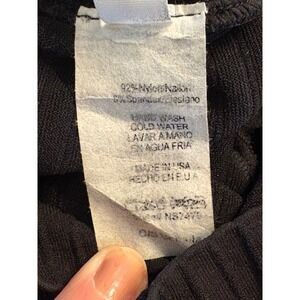 92%Nylon/Nailon
8%Spandex/Elastano
HAND WASH
COLD WATER
LAVAR A MANO
EN AGUA FRIA
MADE IN USA
HECHO EN E.U.A